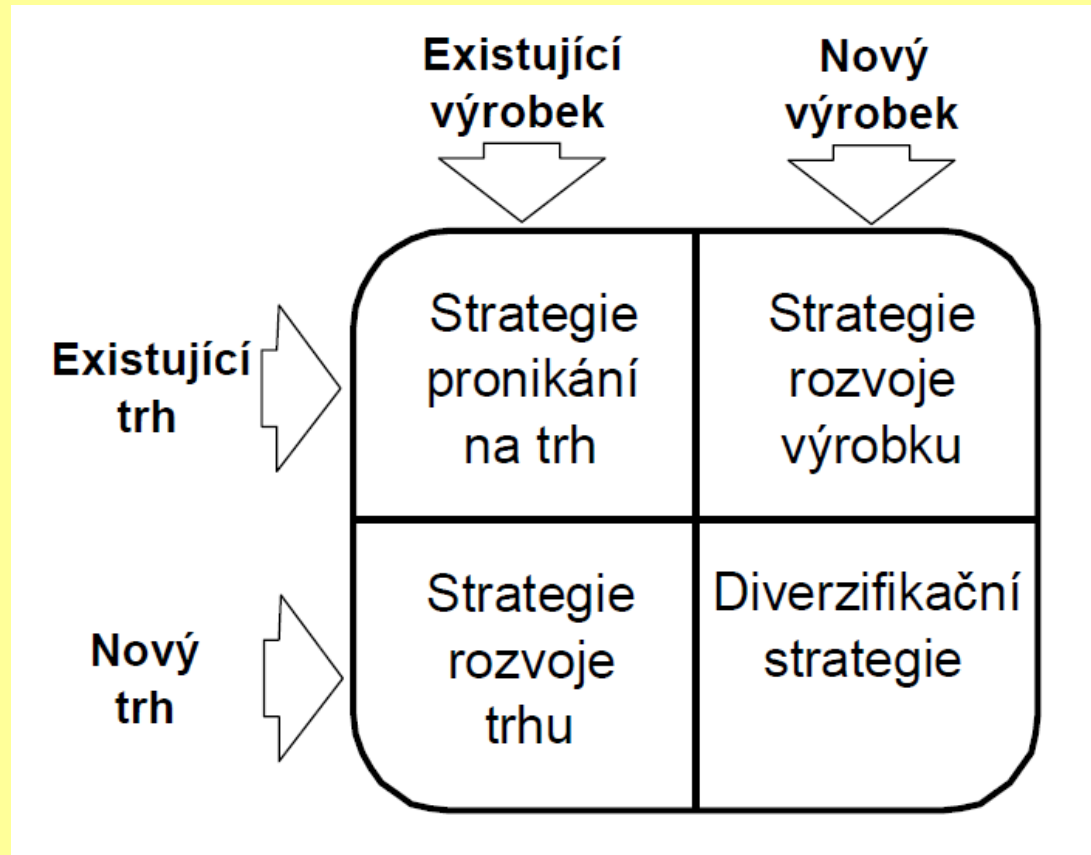 Existující
výrobek
Nový
výrobek
Existující
trh
Strategie
pronikání
na trh
Strategie
rozvoje
výrobku
Nový
trh
Strategie
rozvoje
trhu
Diverzifikační
strategie